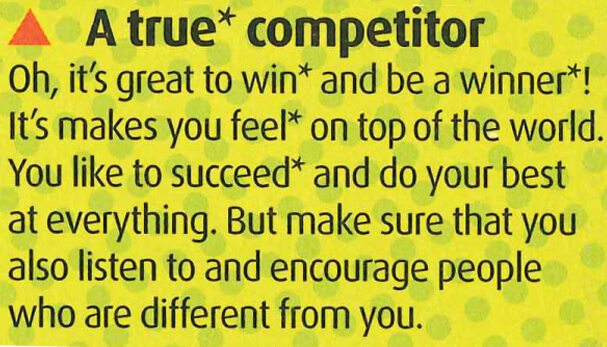 A true* competitor
Oh, it's great to win* and be a winner*!
It's makes you feel* on top of the world.
You like to succeed* and do your best
at everything. But make sure that you
also listen to and encourage people
who are different from you.